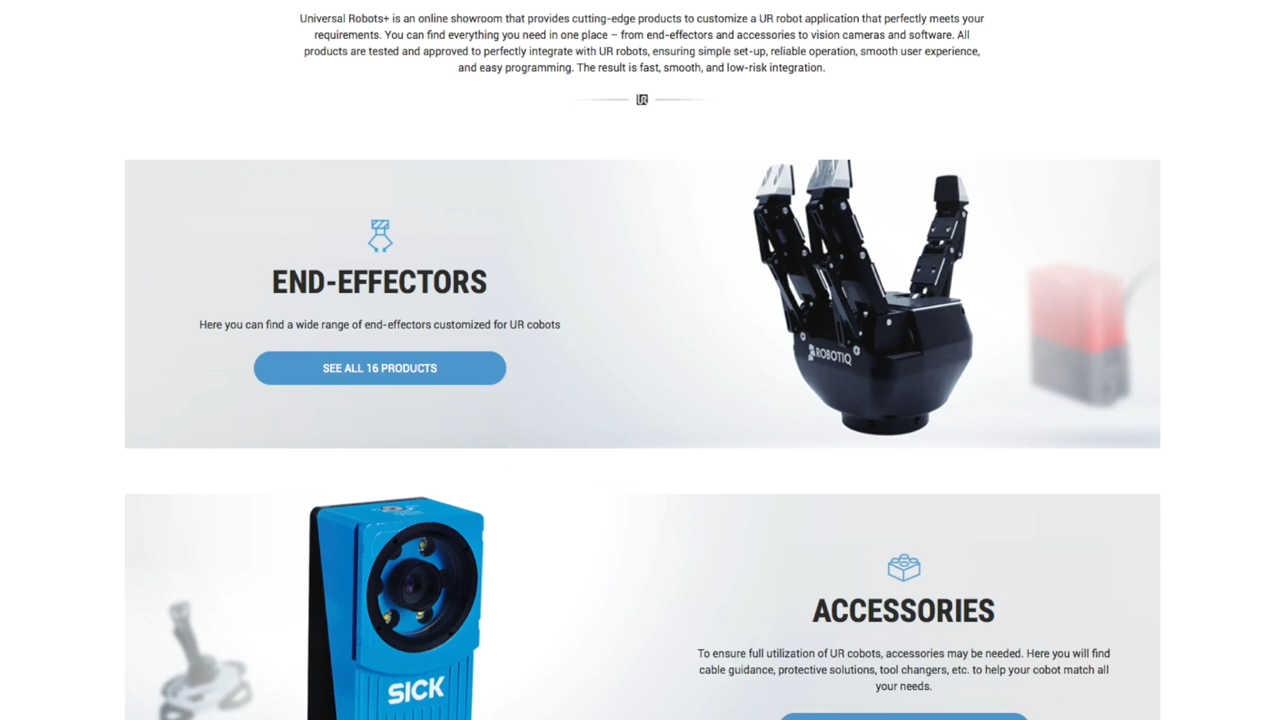 Universal Robots+ is an online showroom that provides cutting-edge products to customize a UR robot application that perfectly meets your
requirements. You can find everything you need in one place – from end-effectors and accessories to vision cameras and software. All
products are tested and approved to perfectly integrate with UR robots, ensuring simple set-up, reliable operation, smooth user experience,
and easy programming. The result is fast, smooth, and low-risk integration.
UR
END-EFFECTORS
Here you can find a wide range of end-effectors customized for UR cobots
SEE ALL 16 PRODUCTS
ROBOTIQ
SICK
ACCESSORIES
To ensure full utilization of UR cobots, accessories may be needed. Here you will find
cable guidance, protective solutions, tool changers, etc. to help your cobot match all
your needs.